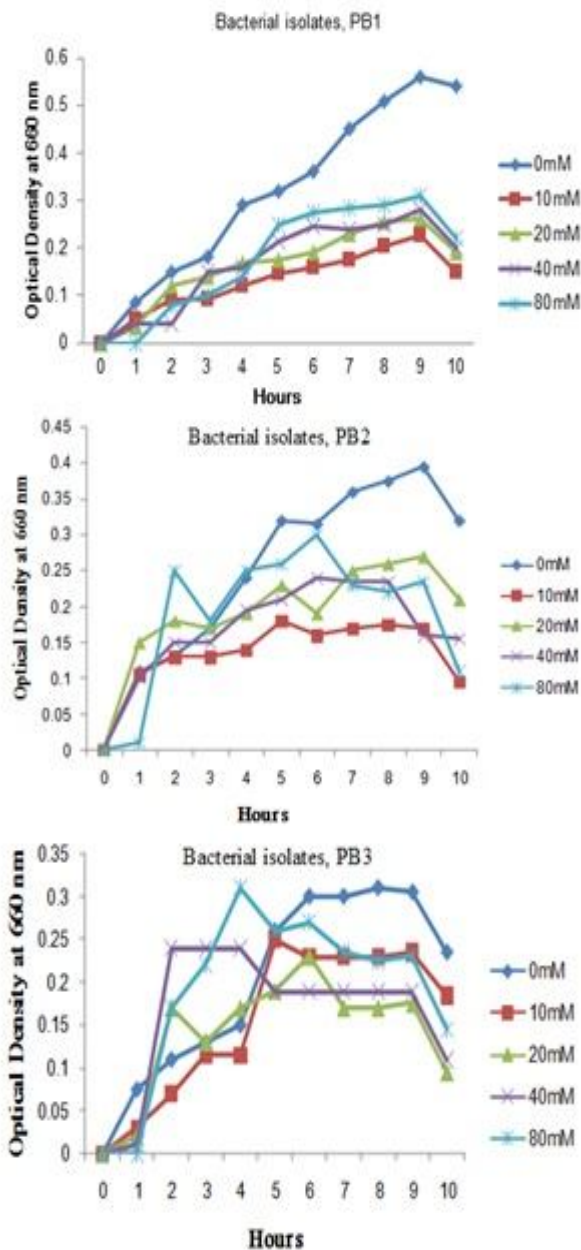 Bacterial isolates, PB1
Optical Density at 660 nm
0.6
0.5
0.4
0.3
0.2
0.1
0
0 1 2 3 4 5 6 7 8 9 10
Hours
0mM
10mM
20mM
40mM
80mM
Bacterial isolates, PB2
Optical Density at 660 nm
0.45
0.4
0.35
0.3
0.25
0.2
0.15
0.1
0.05
0
0 1 2 3 4 5 6 7 8 9 10
Hours
0mM
10mM
20mM
40mM
80mM
Bacterial isolates, PB3
Optical Density at 660 nm
0.35
0.3
0.25
0.2
0.15
0.1
0.05
0
0 1 2 3 4 5 6 7 8 9 10
Hours
0mM
10mM
20mM
40mM
80mM